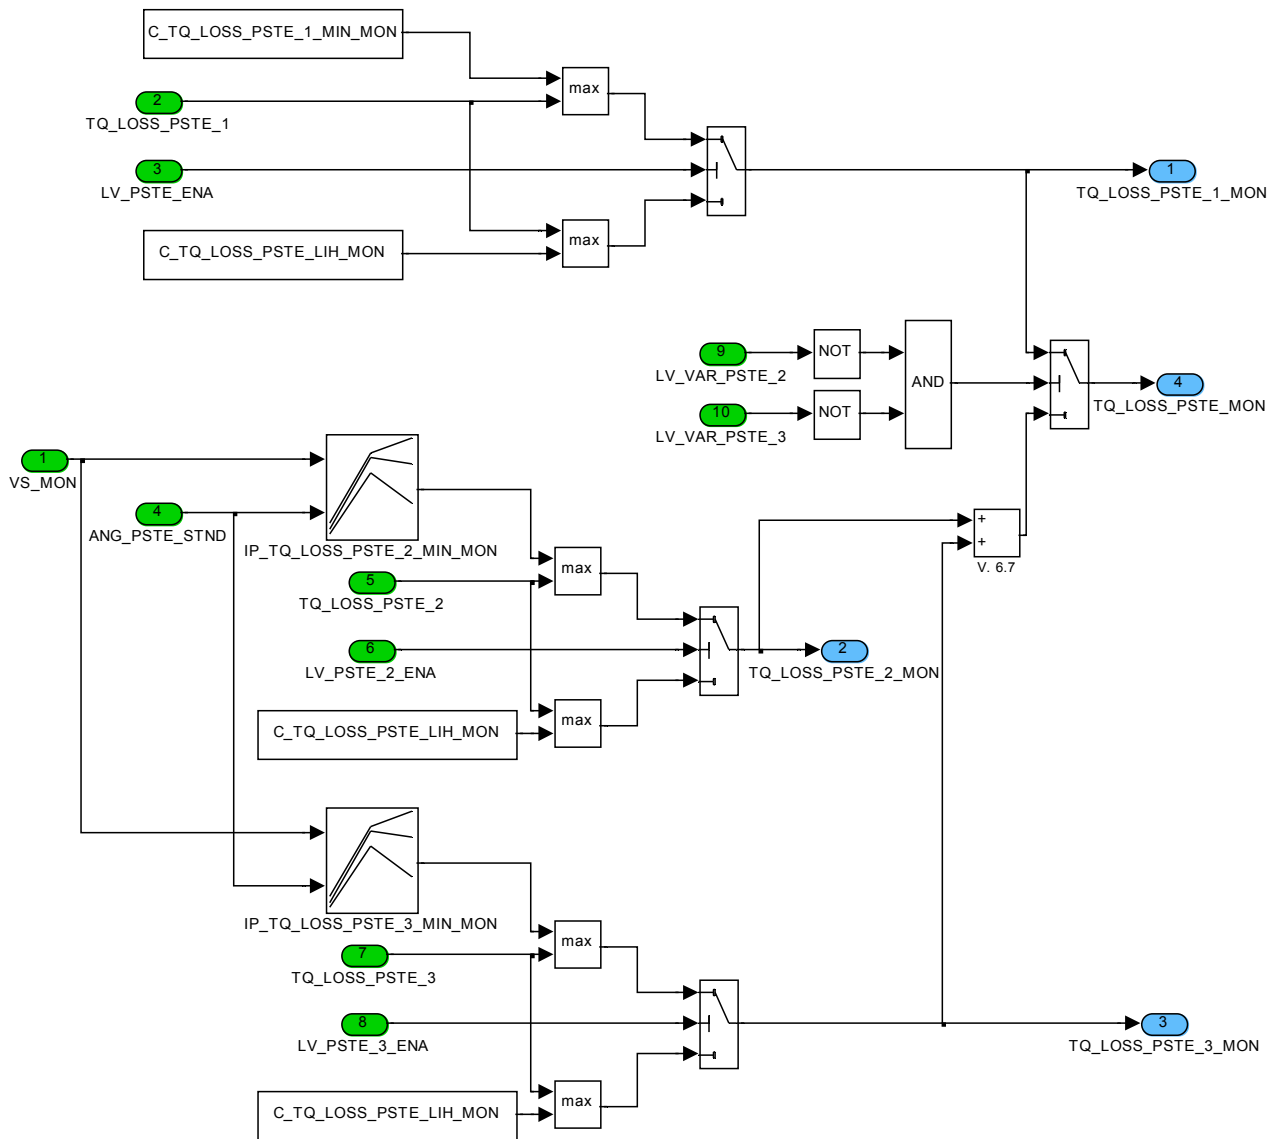 C_TQ_LOSS_PSTE_1_MIN_MON
max
2
TQ_LOSS_PSTE_1
3
LV_PSTE_ENA
1
TQ_LOSS_PSTE_1_MON
C_TQ_LOSS_PSTE_LIH_MON
max
9
LV_VAR_PSTE_2
NOT
AND
10
LV_VAR_PSTE_3
NOT
4
TQ_LOSS_PSTE_MON
1
VS_MON
4
ANG_PSTE_STND
IP_TQ_LOSS_PSTE_2_MIN_MON
+
+
V. 6.7
max
5
TQ_LOSS_PSTE_2
6
LV_PSTE_2_ENA
2
TQ_LOSS_PSTE_2_MON
C_TQ_LOSS_PSTE_LIH_MON
max
IP_TQ_LOSS_PSTE_3_MIN_MON
max
7
TQ_LOSS_PSTE_3
8
LV_PSTE_3_ENA
3
TQ_LOSS_PSTE_3_MON
C_TQ_LOSS_PSTE_LIH_MON
max